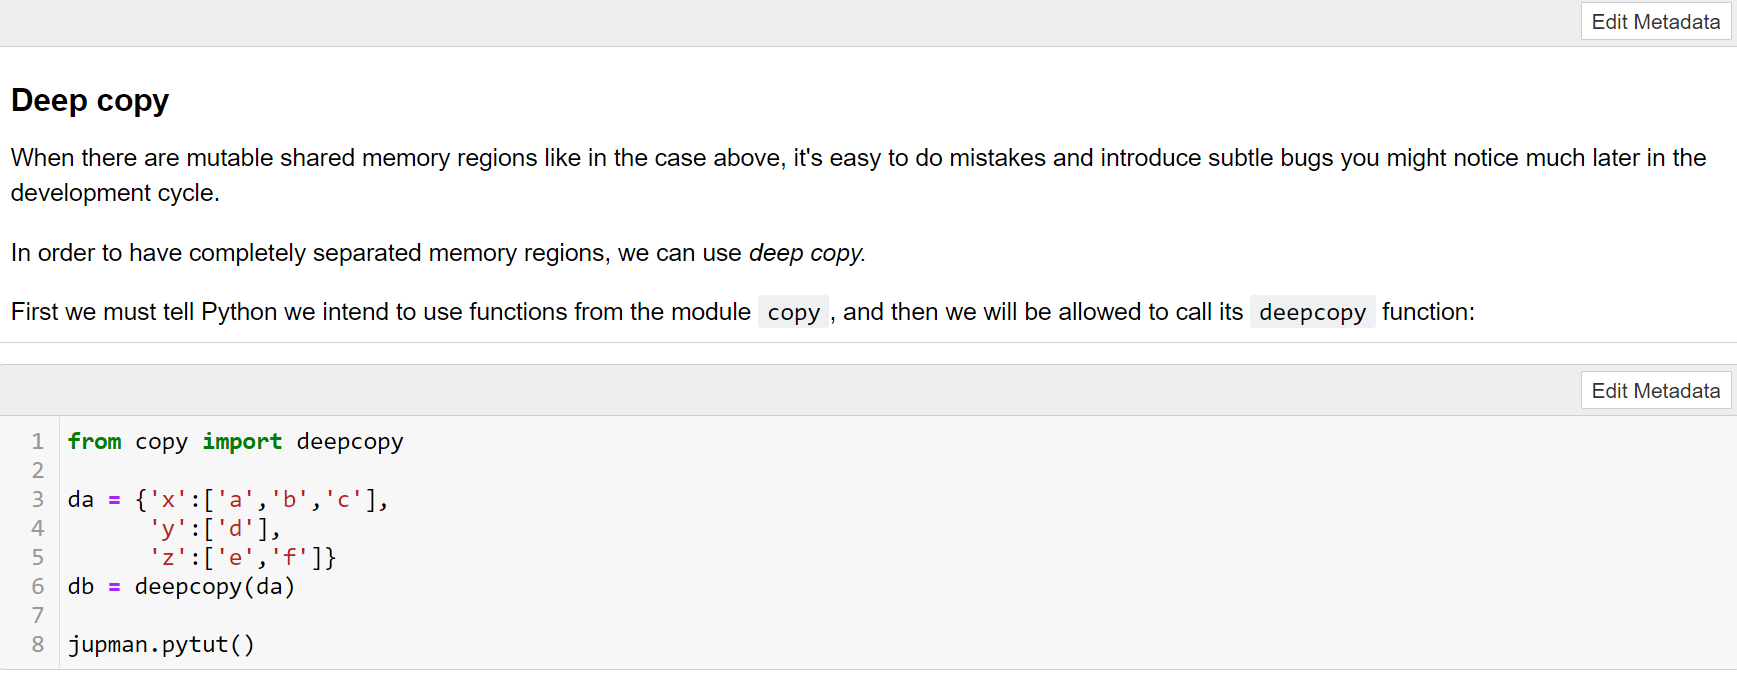 Edit Metadata
Deep copy
When there are mutable shared memory regions like in the case above, it's easy to do mistakes and introduce subtle bugs you might notice much later in the
development cycle.
In order to have completely separated memory regions, we can use deep copy.
First we must tell Python we intend to use functions from the module copy , and then we will be allowed to call its deepcopy function:
Edit Metadata
1 from copy import deepcopy
2
3 da = {'x':['a','b','c'],
4       'y':['d'],
5       'z':['e','f']}
6 db = deepcopy(da)
7
8 jupman.pytut()